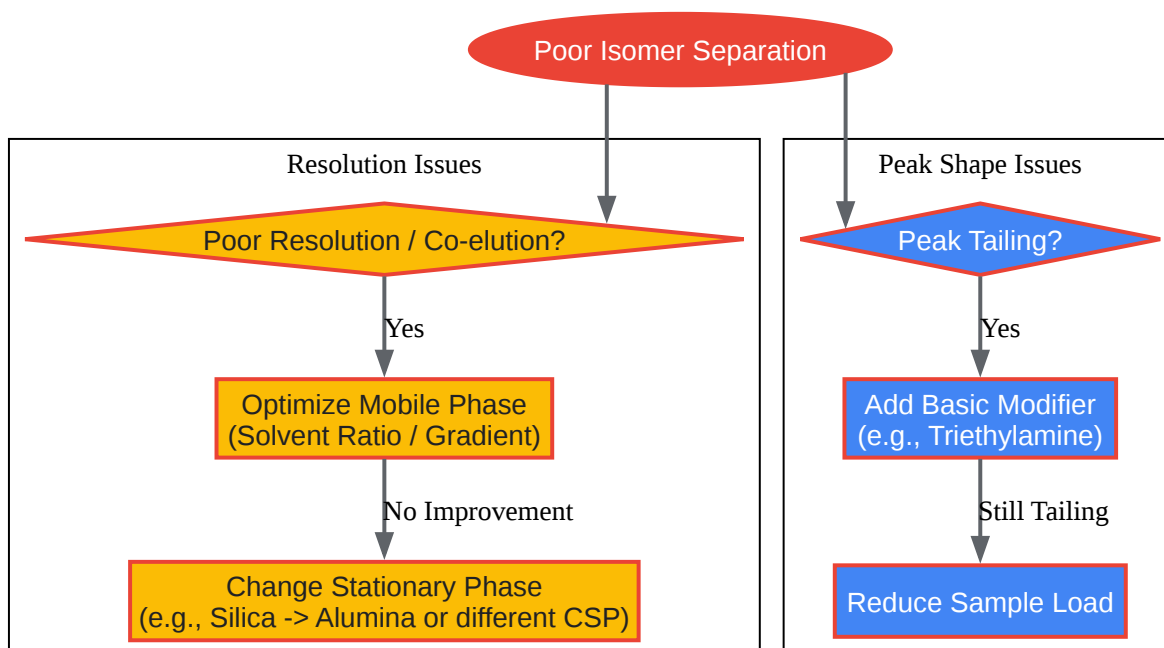 Poor Isomer Separation
Resolution Issues
Poor Resolution / Co-elution?
Yes
Optimize Mobile Phase
(Solvent Ratio / Gradient)
No Improvement
Change Stationary Phase
(e.g., Silica -> Alumina or different CSP)
Peak Shape Issues
Peak Tailing?
Yes
Add Basic Modifier
(e.g., Triethylamine)
Still Tailing
Reduce Sample Load